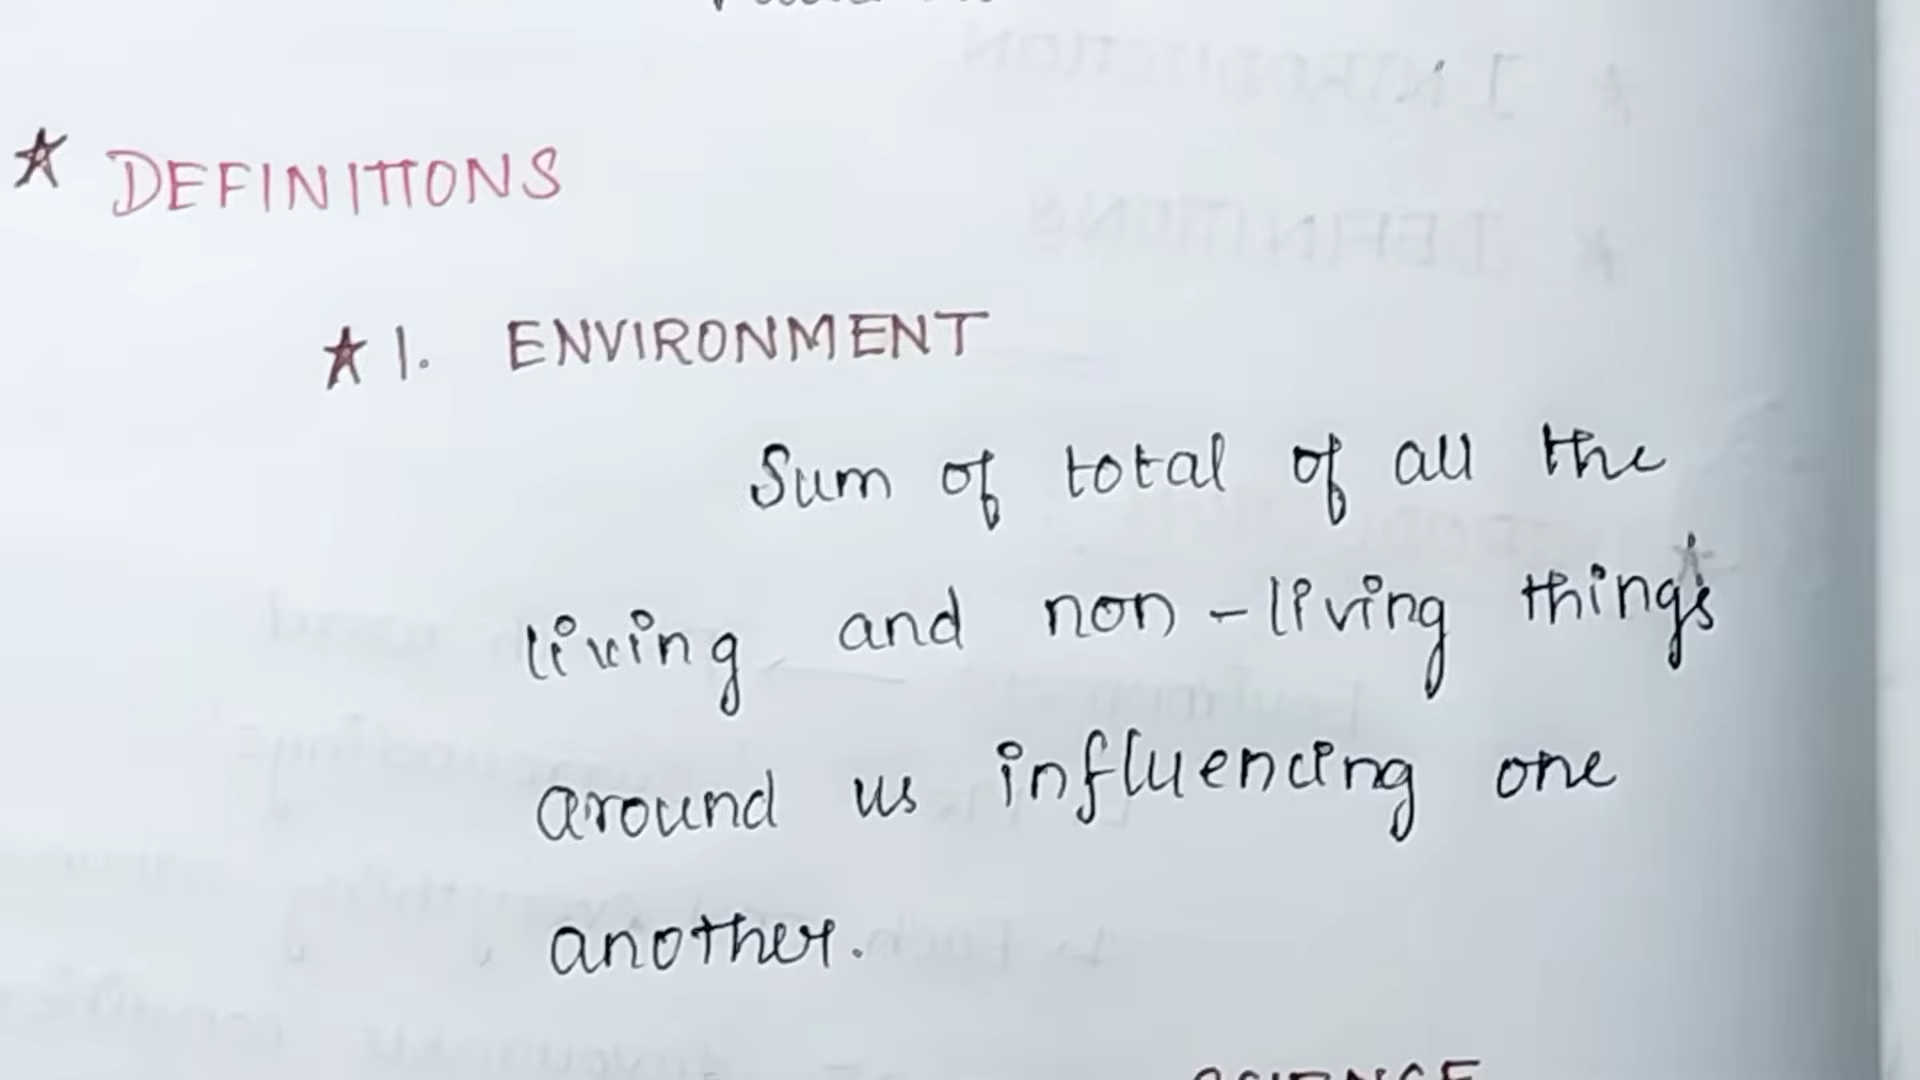 ★ DEFINITIONS
★ 1. ENVIRONMENT
Sum of total of all the
living and non-living things
around us influencing one
another.
SCIENCE